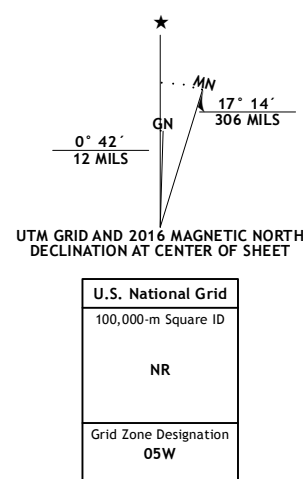 ★
MN
GN
17° 14´
306 MILS
0° 42´
12 MILS
UTM GRID AND 2016 MAGNETIC NORTH
DECLINATION AT CENTER OF SHEET
U.S. National Grid
100,000-m Square ID
NR
Grid Zone Designation
05W